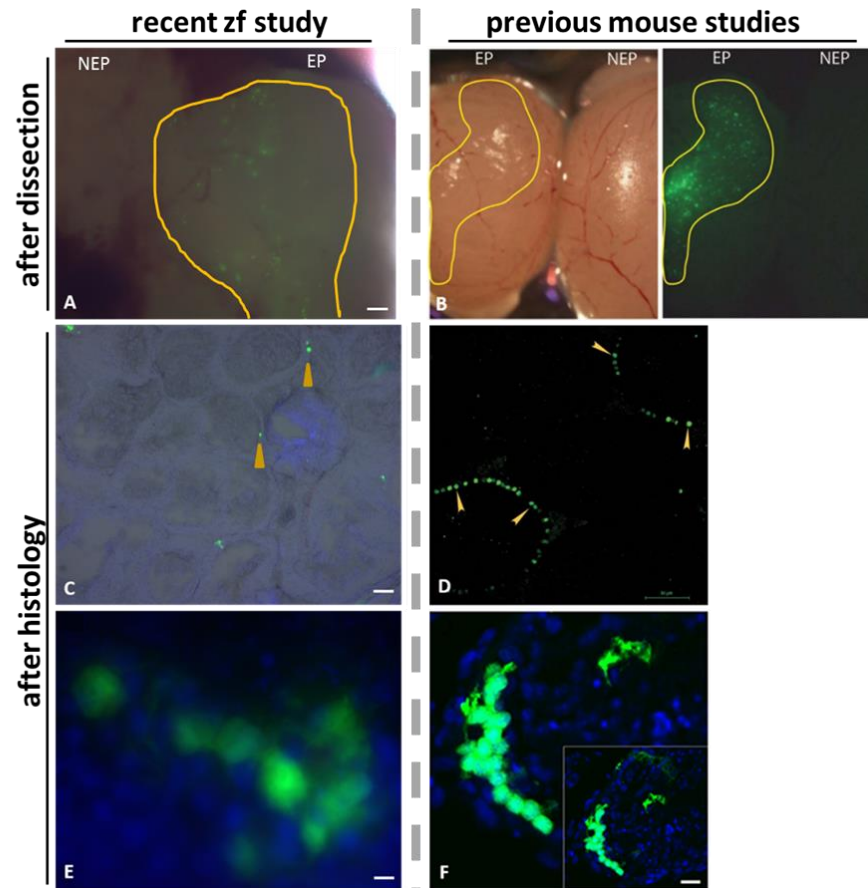 recent zf study
previous mouse studies
after dissection
NEP
EP
A
EP
NEP
B
EP
NEP
after histology
C
D
E
F